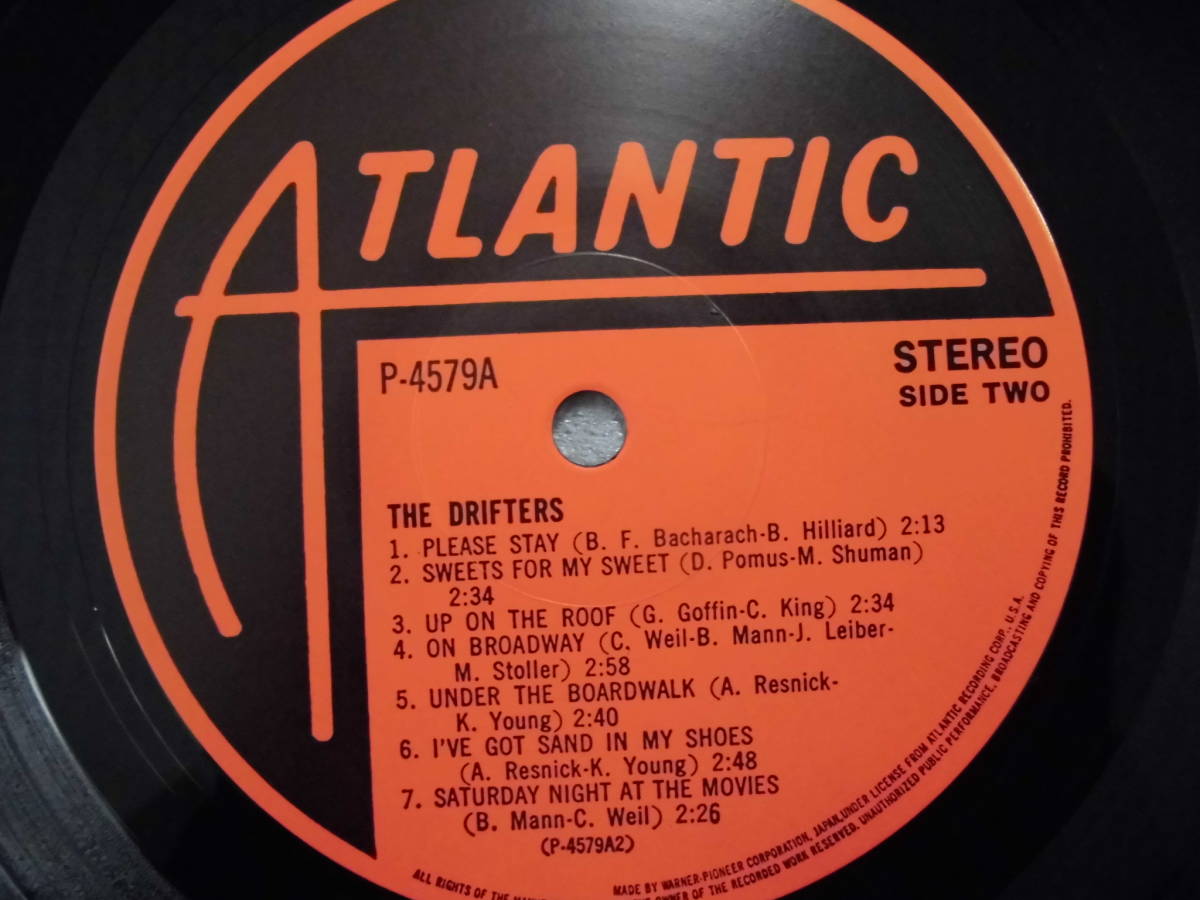 ATLANTIC
P-4579A
STEREO
SIDE TWO
THE DRIFTERS
1. PLEASE STAY (B. F. Bacharach-B. Hilliard) 2:13
2. SWEETS FOR MY SWEET (D. Pomus-M. Shuman)
2:34
3. UP ON THE ROOF (G. Goffin-C. King) 2:34
4. ON BROADWAY (C. Weil-B. Mann-J. Leiber-
M. Stoller) 2:58
5. UNDER THE BOARDWALK (A. Resnick-
K. Young) 2:40
6. I'VE GOT SAND IN MY SHOES
(A. Resnick-K. Young) 2:48
7. SATURDAY NIGHT AT THE MOVIES
(B. Mann-C. Weil) 2:26
(P-4579A2)
MADE BY WARNER-PIONEER CORPORATION, JAPAN, UNDER LICENSE FROM ATLANTIC RECORDING CORP., U.S.A.
ALL RIGHTS OF THE OWNER OF THE RECORDED WORK RESERVED. UNAUTHORIZED PUBLIC PERFORMANCE, BROADCASTING AND COPYING OF THIS RECORD PROHIBITED.